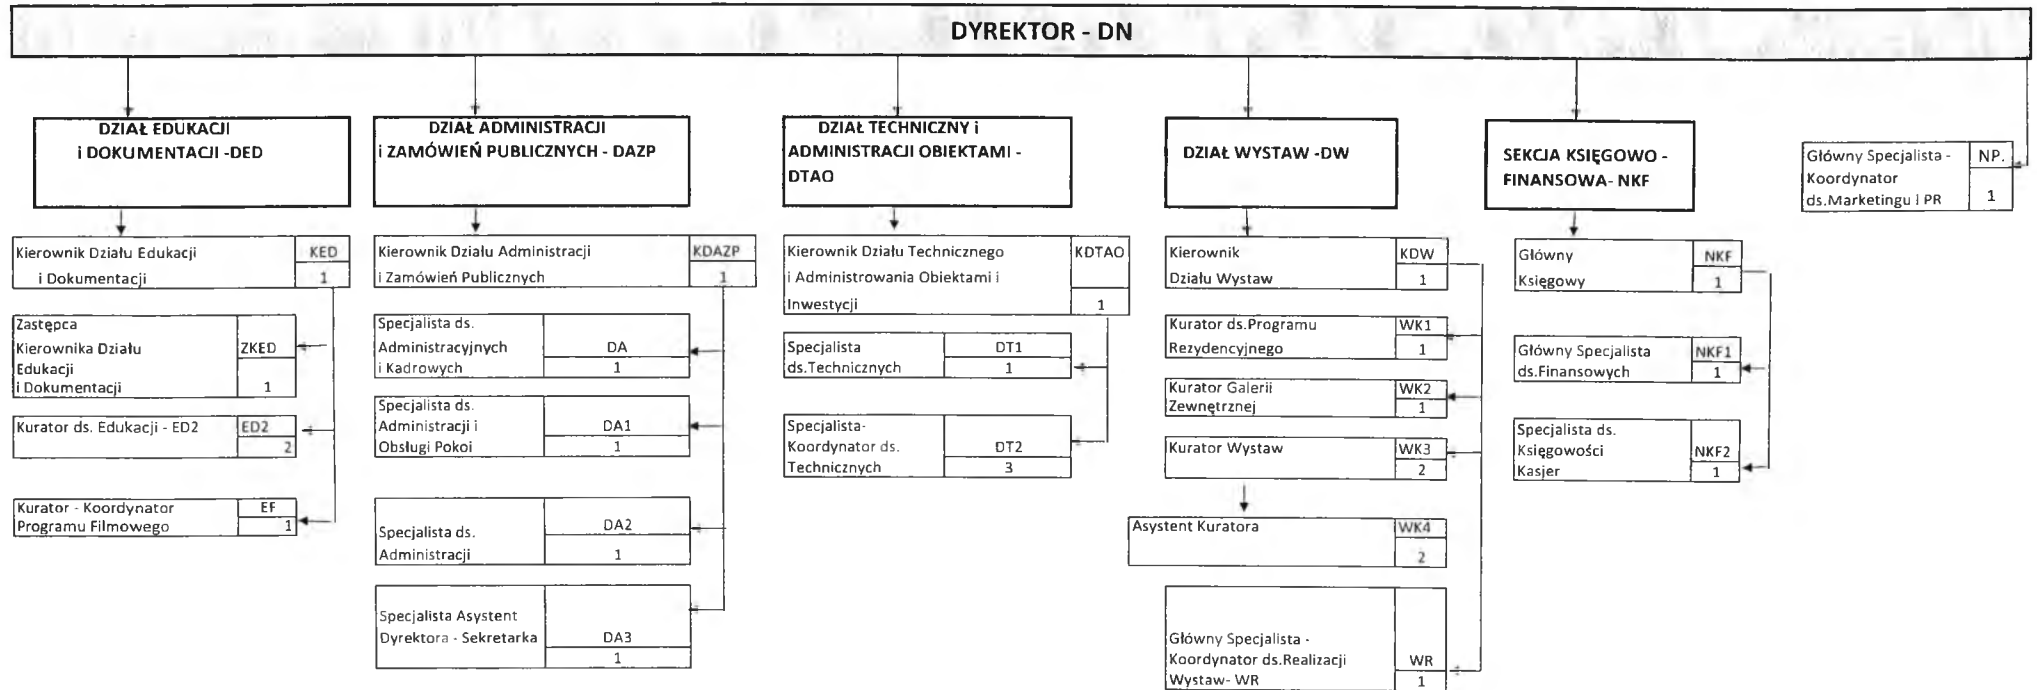 DYREKTOR - DN
DZIAŁ EDUKACJI
i DOKUMENTACJI -DED
Kierownik Działu Edukacji
i Dokumentacji
KED
1
Zastępca
Kierownika Działu
Edukacji
i Dokumentacji
ZKED
1
Kurator ds. Edukacji - ED2
ED2
2
Kurator - Koordynator
Programu Filmowego
EF
1
DZIAŁ ADMINISTRACJI
i ZAMÓWIEŃ PUBLICZNYCH - DAZP
Kierownik Działu Administracji
i Zamówień Publicznych
KDAZP
1
Specjalista ds.
Administracyjnych
i Kadrowych
DA
1
Specjalista ds.
Administracji i
Obsługi Pokoi
DA1
1
Specjalista ds.
Administracji
DA2
1
Specjalista Asystent
Dyrektora - Sekretarka
DA3
1
DZIAŁ TECHNICZNY i
ADMINISTRACJI OBIEKTAMI -
DTAO
Kierownik Działu Technicznego
i Administrowania Obiektami i
Inwestycji
KDTAO
1
Specjalista
ds.Technicznych
DT1
1
Specjalista-
Koordynator ds.
Technicznych
DT2
3
DZIAŁ WYSTAW -DW
Kierownik
Działu Wystaw
KDW
1
Kurator ds.Programu
Rezydencyjnego
WK1
1
Kurator Galerii
Zewnętrznej
WK2
1
Kurator Wystaw
WK3
2
Asystent Kuratora
WK4
2
Główny Specjalista -
Koordynator ds.Realizacji
Wystaw- WR
WR
1
SEKCJA KSIĘGOWO -
FINANSOWA- NKF
Główny
Księgowy
NKF
1
Główny Specjalista
ds.Finansowych
NKF1
1
Specjalista ds.
Księgowości
Kasjer
NKF2
1
Główny Specjalista -
Koordynator
ds.Marketingu i PR
NP.
1